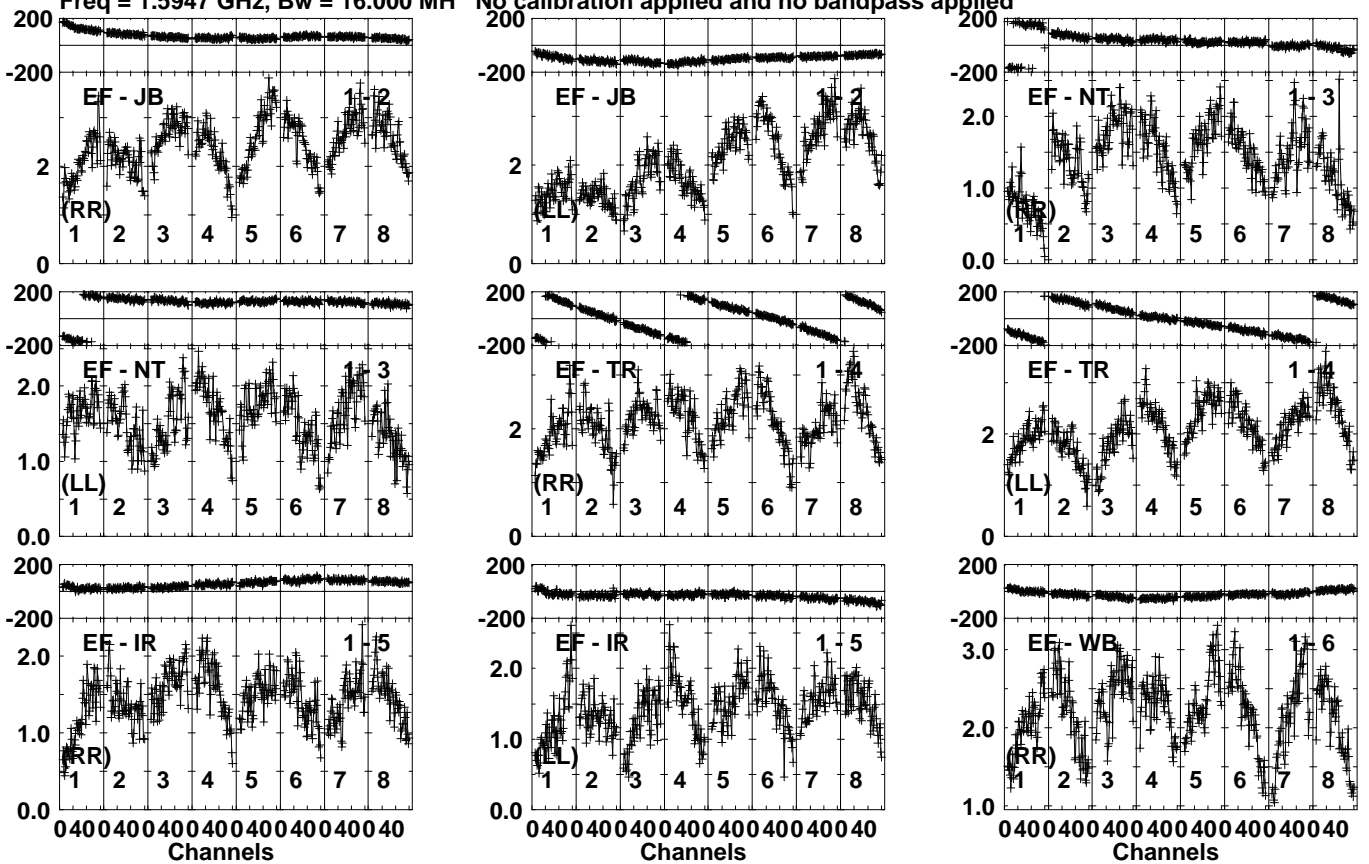 Freq = 1.5947 GHz, Bw = 16.000 MH No calibration applied and no bandpass applied
200 200 200
-200 -200 -200
EF - JB 1 - 2 EF - JB 1 - 2 EF - NT 1 - 3
2 2 2.0
1.0
(RR) (LL) (RR)
1 2 3 4 5 6 7 8 1 2 3 4 5 6 7 8 1 2 3 4 5 6 7 8
0 0 0.0
200 200 200
-200 -200 -200
EF - NT 1 - 3 EF - TR 1 - 4 EF - TR 1 - 4
2.0 2 2
1.0
(LL) (RR) (LL)
1 2 3 4 5 6 7 8 1 2 3 4 5 6 7 8 1 2 3 4 5 6 7 8
0.0 0 0
200 200 200
-200 -200 -200
EF - IR 1 - 5 EF - IR 1 - 5 EF - WB 1 - 6
2.0 2.0 3.0
1.0 1.0 2.0
(RR) (LL) (RR)
1 2 3 4 5 6 7 8 1 2 3 4 5 6 7 8 1 2 3 4 5 6 7 8
0.0 0.0 1.0
0 40 0 40 0 40 0 40 0 40 0 40 0 40 0 40 0 40 0 40 0 40 0 40 0 40 0 40 0 40 0 40 0 40 0 40 0 40 0 40 0 40 0 40 0 40 0 40
Channels Channels Channels